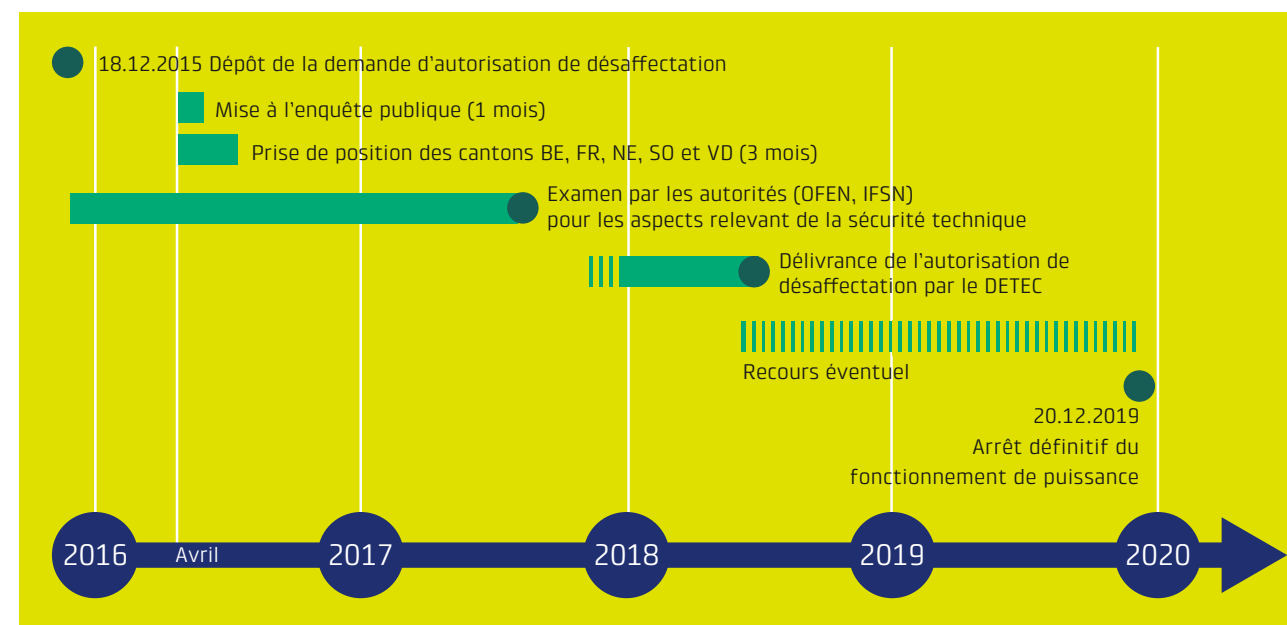 18.12.2015 Dépôt de la demande d'autorisation de désaffectation
Mise à l'enquête publique (1 mois)
Prise de position des cantons BE, FR, NE, SO et VD (3 mois)
Examen par les autorités (OFEN, IFSN)
pour les aspects relevant de la sécurité technique
Délivrance de l'autorisation de
désaffectation par le DETEC
Recours éventuel
20.12.2019
Arrêt définitif du
fonctionnement de puissance
2016 Avril 2017 2018 2019 2020